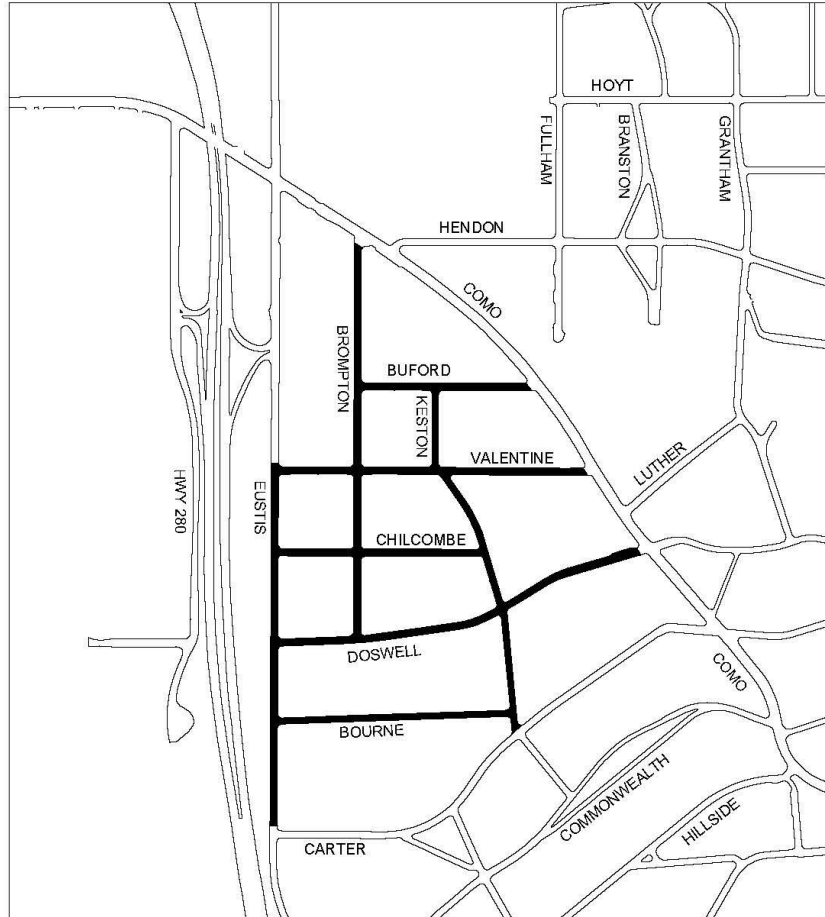 HOYT
FULLHAM
BRANSTON
GRANTHAM
HENDON
COMO
BROMPTON
BUFORD
KESTON
VALENTINE
LUTHER
HWY 280
EUSTIS
CHILCOMBE
DOSWELL
COMO
BOURNE
COMMONWEALTH
HILLSIDE
CARTER